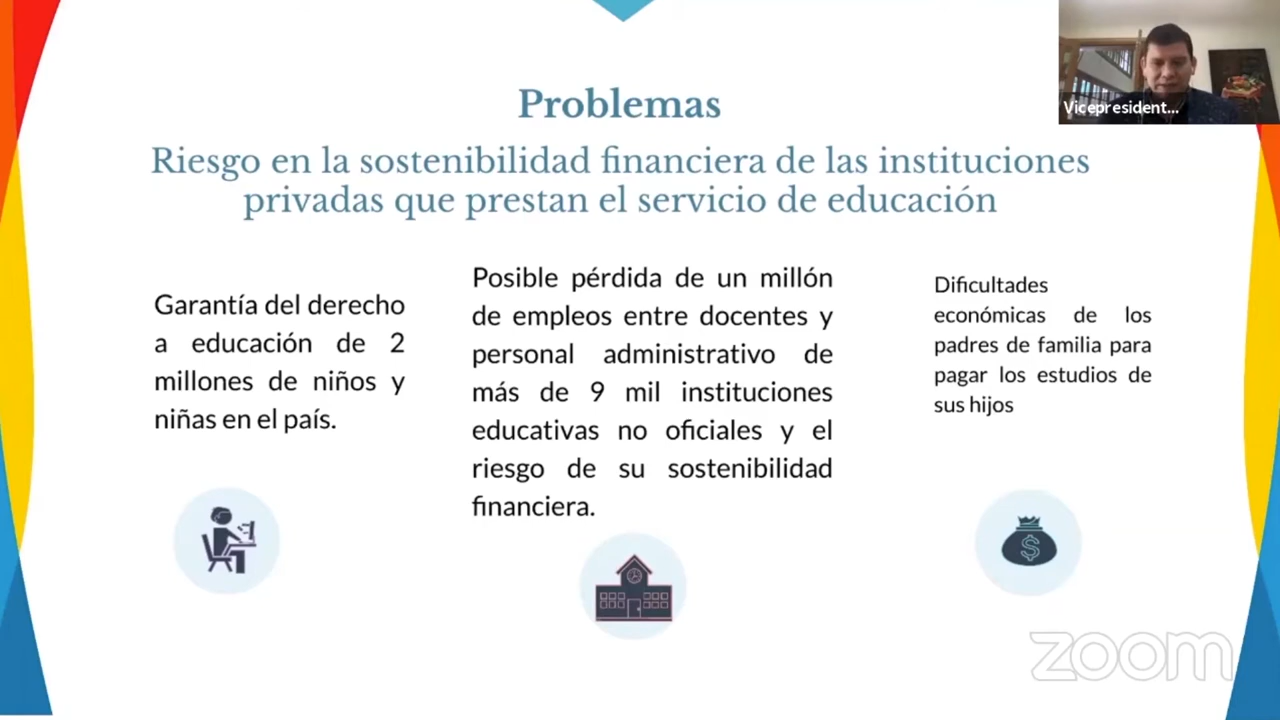 Problemas
Riesgo en la sostenibilidad financiera de las instituciones
privadas que prestan el servicio de educación
Garantía del derecho
a educación de 2
millones de niños y
niñas en el país.
Posible pérdida de un millón
de empleos entre docentes y
personal administrativo de
más de 9 mil instituciones
educativas no oficiales y el
riesgo de su sostenibilidad
financiera.
Dificultades
económicas de los
padres de familia para
pagar los estudios de
sus hijos
$
Vicepresident...
zoom